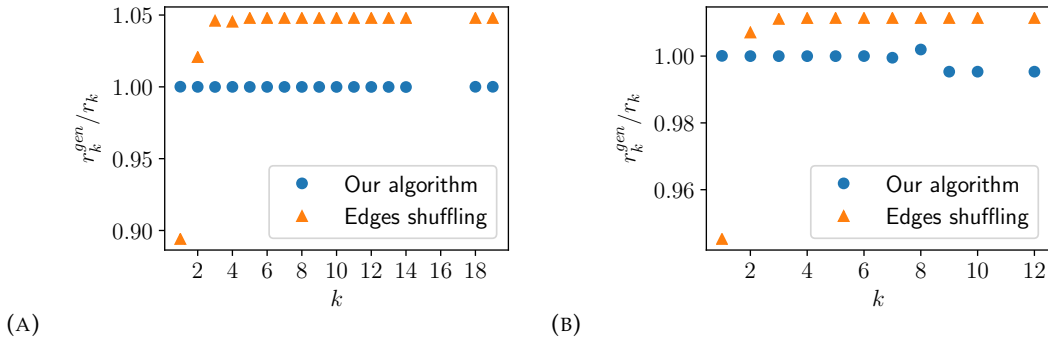 1.05
1.00
0.95
0.90
r_k^{gen}/r_k
Our algorithm
Edges shuffling
2 4 6 8 10 12 14 16 18
k
(A)
1.00
0.98
0.96
r_k^{gen}/r_k
Our algorithm
Edges shuffling
2 4 6 8 10 12
k
(B)